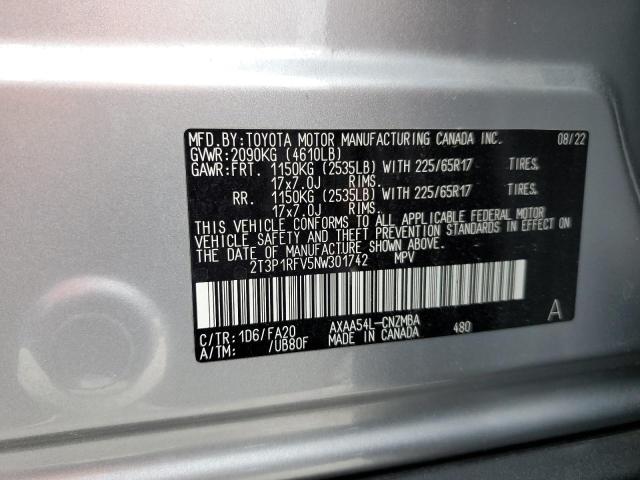 MFD.BY:TOYOTA MOTOR MANUFACTURING CANADA INC. 08/22
GVWR:2090KG (4610LB)
GAWR:FRT. 1150KG (2535LB) WITH 225/65R17 TIRES,
17x7.0J RIMS.
RR. 1150KG (2535LB) WITH 225/65R17 TIRES,
17x7.0J RIMS.
THIS VEHICLE CONFORMS TO ALL APPLICABLE FEDERAL MOTOR
VEHICLE SAFETY AND THEFT PREVENTION STANDARDS IN EFFECT ON
THE DATE OF MANUFACTURE SHOWN ABOVE.
2T3P1RFV5NW301742 MPV
C/TR:1D6/FA20 AXAA54L-CNZMBA 480 A
A/TM: /UB80F MADE IN CANADA